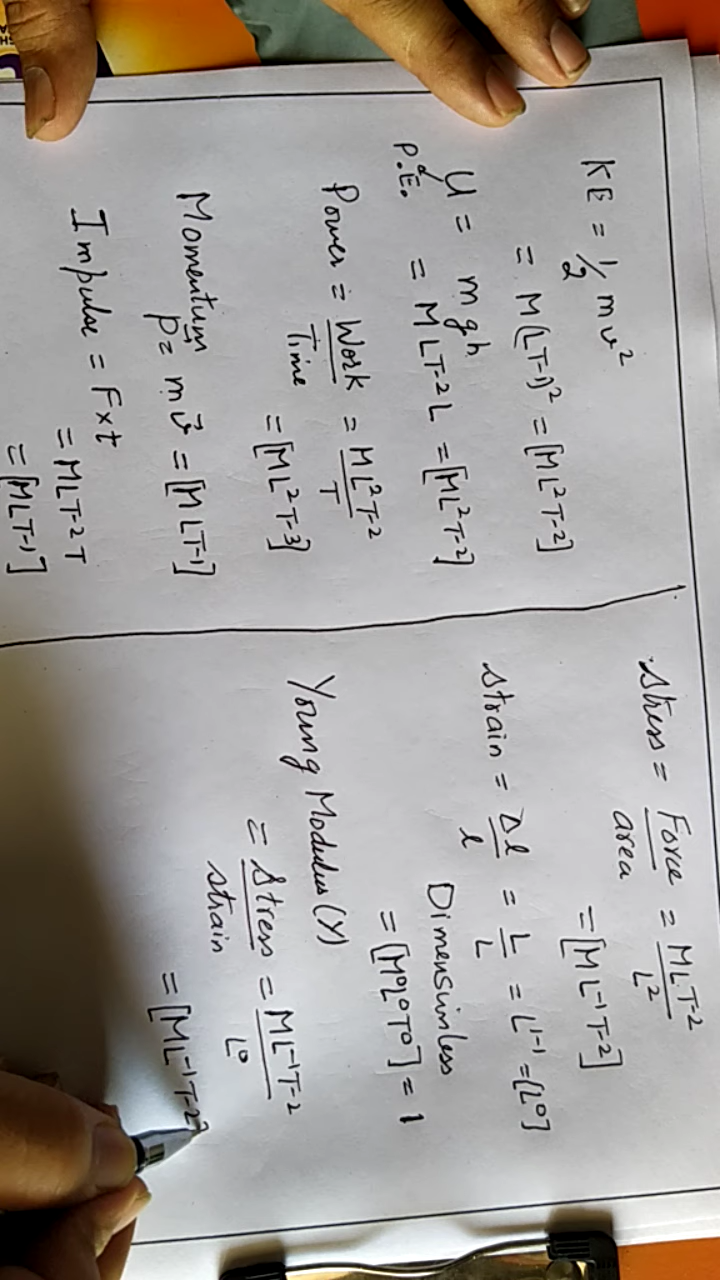 KE = 1/2 mv²
= M(LT-1)² = [ML²T-2]
U = mgh
P.E. = MLT-2L = [ML²T-2]
Power = Work/Time = ML²T-2/T
= [ML²T-3]
Momentum
p = mv⃗ = [MLT-1]
Impulse = F×t
= MLT-2T
= [MLT-1]
Stress = Force/area = MLT-2/L²
= [ML-1T-2]
Strain = Δl/l = L/L = L¹-¹ = [L⁰]
Dimensionless
= [M⁰L⁰T⁰] = 1
Young Modulus (Y)
= Stress/strain = ML-1T-2/L⁰
= [ML-1T-2]